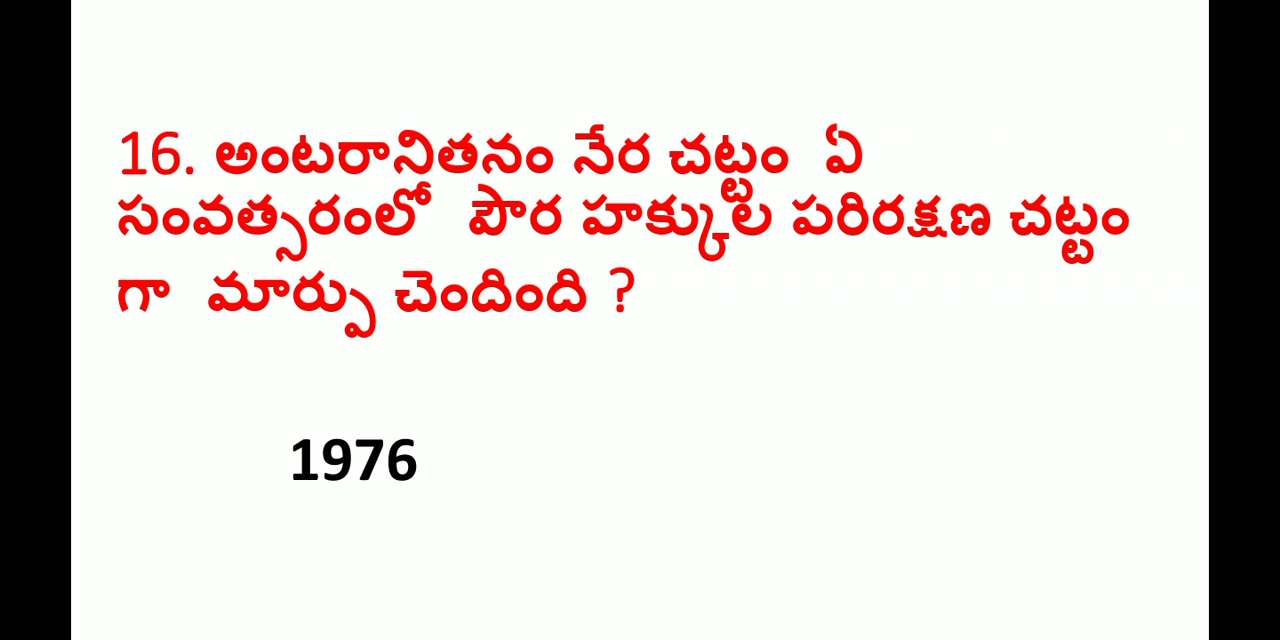 16. అంటరానితనం నేర చట్టం ఏ
సంవత్సరంలో పౌర హక్కుల పరిరక్షణ చట్టం
గా మార్పు చెందింది ?
1976